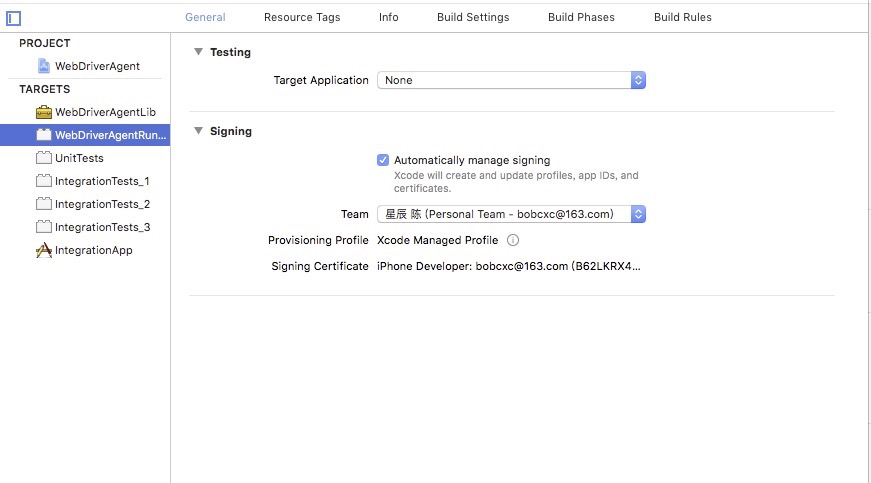 General Resource Tags Info Build Settings Build Phases Build Rules
PROJECT
WebDriverAgent
TARGETS
WebDriverAgentLib
WebDriverAgentRun...
UnitTests
IntegrationTests_1
IntegrationTests_2
IntegrationTests_3
IntegrationApp
Testing
Target Application None
Signing
Automatically manage signing
Xcode will create and update profiles, app IDs, and
certificates.
Team 星辰 陈 (Personal Team - bobcxc@163.com)
Provisioning Profile Xcode Managed Profile
Signing Certificate iPhone Developer: bobcxc@163.com (B62LKRX4...